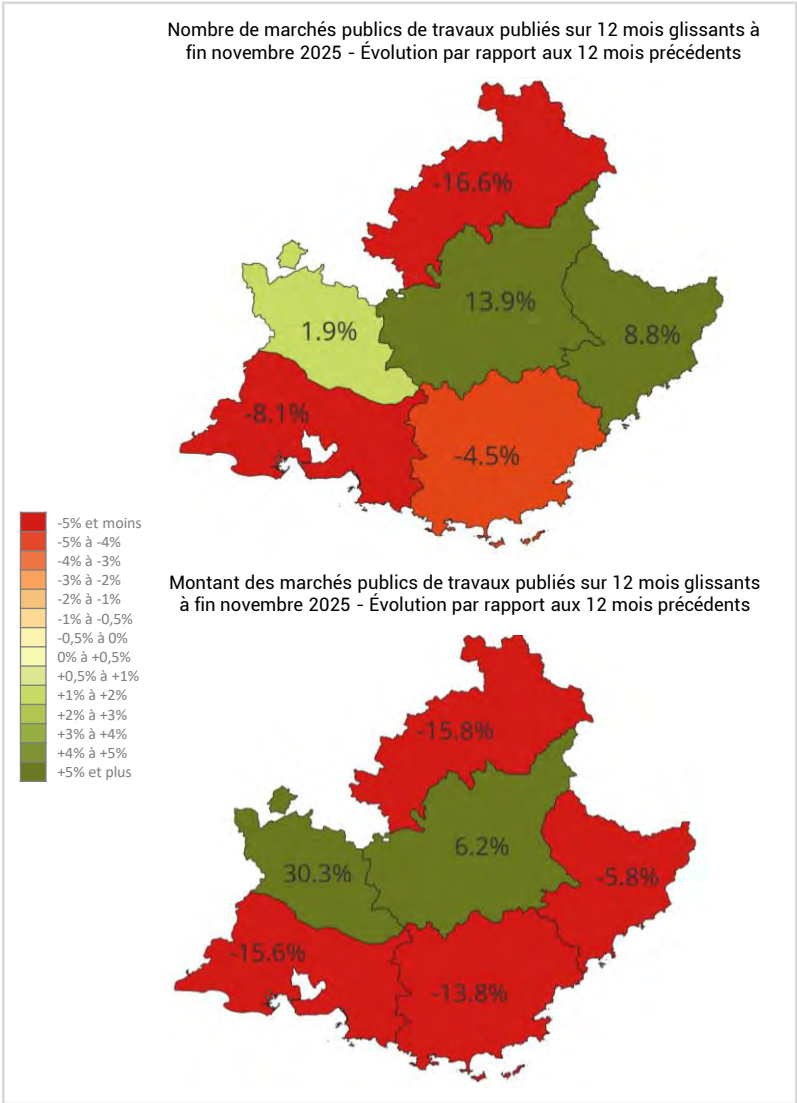 Nombre de marchés publics de travaux publiés sur 12 mois glissants à
fin novembre 2025 - Évolution par rapport aux 12 mois précédents
-16.6%
13.9%
8.8%
1.9%
-8.1%
-4.5%
-5% et moins
-5% à -4%
-4% à -3%
-3% à -2%
-2% à -1%
-1% à -0,5%
-0,5% à 0%
0% à +0,5%
+0,5% à +1%
+1% à +2%
+2% à +3%
+3% à +4%
+4% à +5%
+5% et plus
Montant des marchés publics de travaux publiés sur 12 mois glissants
à fin novembre 2025 - Évolution par rapport aux 12 mois précédents
-15.8%
6.2%
30.3%
-5.8%
-15.6%
-13.8%